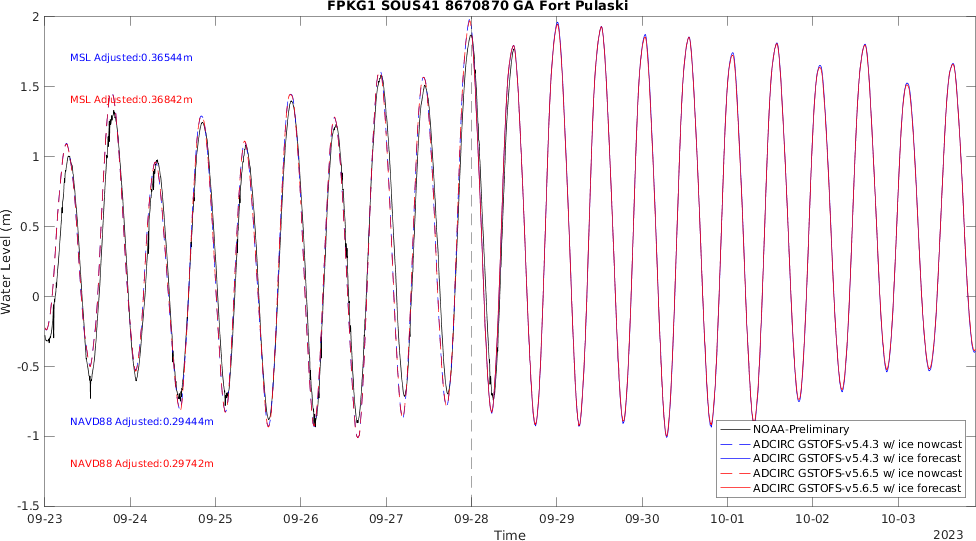 FPKG1 SOUS41 8670870 GA Fort Pulaski
Water Level (m)
2
1.5
1
0.5
0
-0.5
-1
-1.5
MSL Adjusted:0.36544m
MSL Adjusted:0.36842m
NAVD88 Adjusted:0.29444m
NAVD88 Adjusted:0.29742m
NOAA-Preliminary
ADCIRC GSTOFS-v5.4.3 w/ ice nowcast
ADCIRC GSTOFS-v5.4.3 w/ ice forecast
ADCIRC GSTOFS-v5.6.5 w/ ice nowcast
ADCIRC GSTOFS-v5.6.5 w/ ice forecast
09-23 09-24 09-25 09-26 09-27 09-28 09-29 09-30 10-01 10-02 10-03
Time
2023